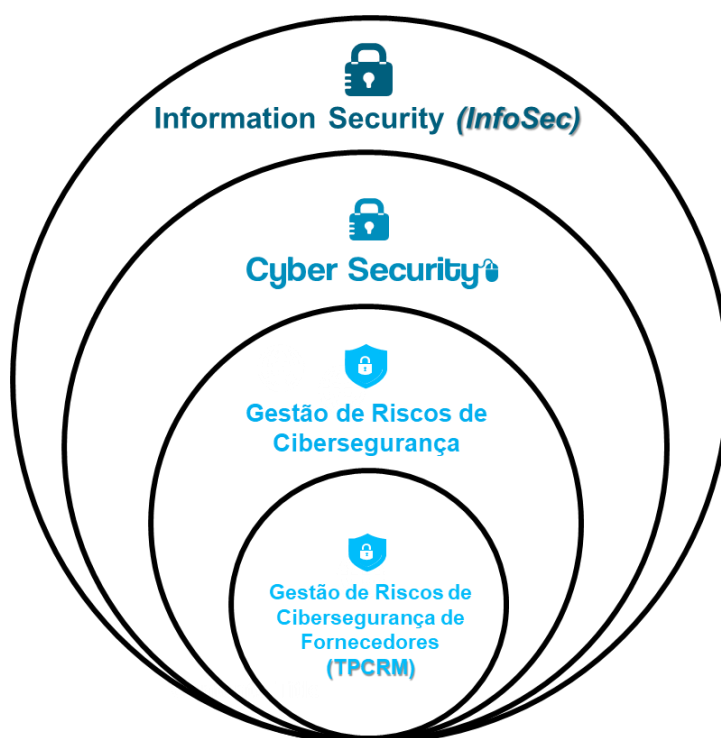 Information Security (InfoSec)
Cyber Security
Gestão de Riscos de
Cibersegurança
Gestão de Riscos de
Cibersegurança de
Fornecedores
(TPCRM)